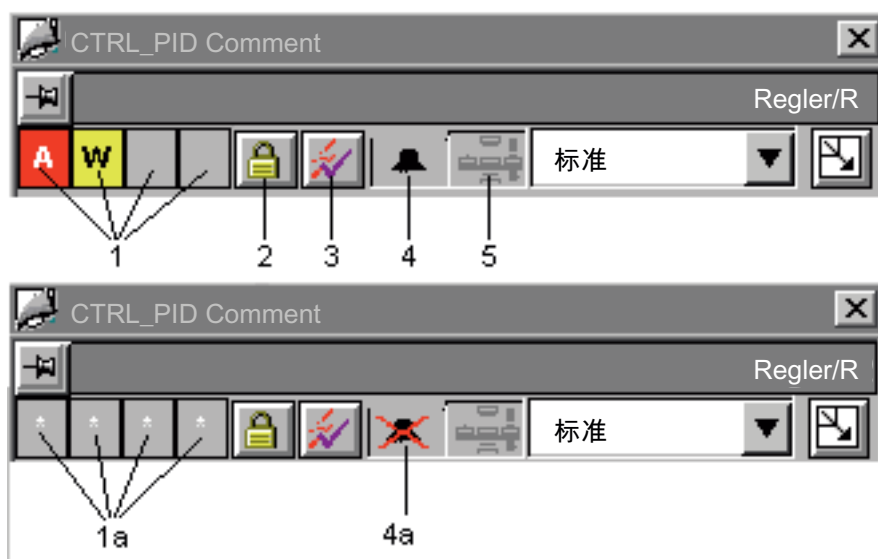 CTRL_PID Comment
Regler/R
A W 标准
1 2 3 4 5
CTRL_PID Comment
Regler/R
* * * * 标准
1a 4a